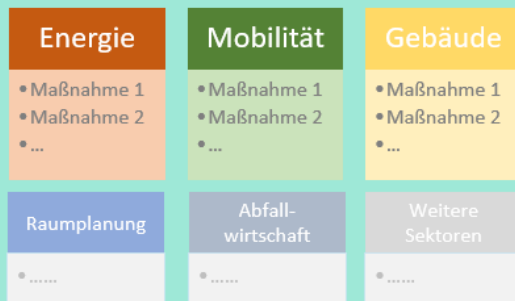 Energie
• Maßnahme 1
• Maßnahme 2
• ...
Mobilität
• Maßnahme 1
• Maßnahme 2
• ...
Gebäude
• Maßnahme 1
• Maßnahme 2
• ...
Raumplanung
• ......
Abfall-
wirtschaft
• ......
Weitere
Sektoren
• ......